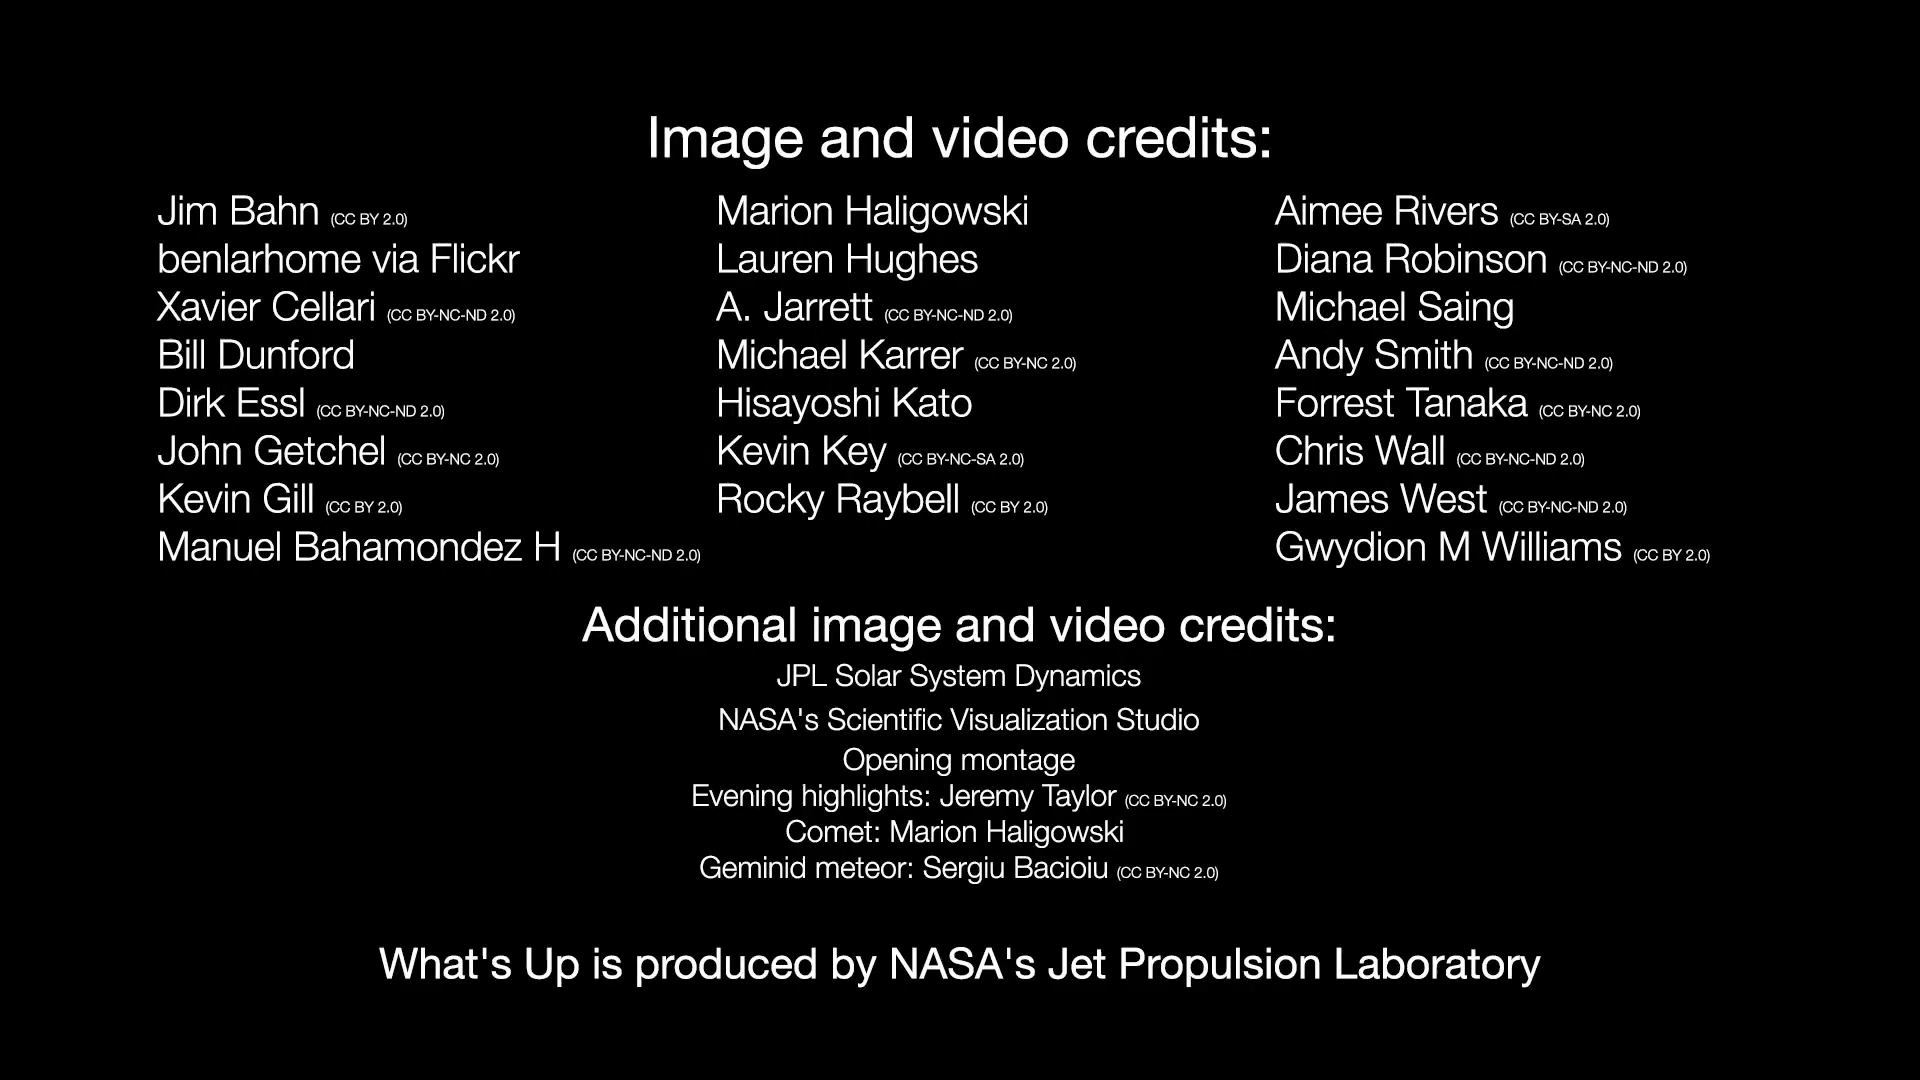 Image and video credits:
Jim Bahn (CC BY 2.0)
benlarhome via Flickr
Xavier Cellari (CC BY-NC-ND 2.0)
Bill Dunford
Dirk Essl (CC BY-NC-ND 2.0)
John Getchel (CC BY-NC 2.0)
Kevin Gill (CC BY 2.0)
Manuel Bahamondez H (CC BY-NC-ND 2.0)
Marion Haligowski
Lauren Hughes
A. Jarrett (CC BY-NC-ND 2.0)
Michael Karrer (CC BY-NC 2.0)
Hisayoshi Kato
Kevin Key (CC BY-NC-SA 2.0)
Rocky Raybell (CC BY 2.0)
Aimee Rivers (CC BY-SA 2.0)
Diana Robinson (CC BY-NC-ND 2.0)
Michael Saing
Andy Smith (CC BY-NC-ND 2.0)
Forrest Tanaka (CC BY-NC 2.0)
Chris Wall (CC BY-NC-ND 2.0)
James West (CC BY-NC-ND 2.0)
Gwydion M Williams (CC BY 2.0)
Additional image and video credits:
JPL Solar System Dynamics
NASA's Scientific Visualization Studio
Opening montage
Evening highlights: Jeremy Taylor (CC BY-NC 2.0)
Comet: Marion Haligowski
Geminid meteor: Sergiu Bacioiu (CC BY-NC 2.0)
What's Up is produced by NASA's Jet Propulsion Laboratory